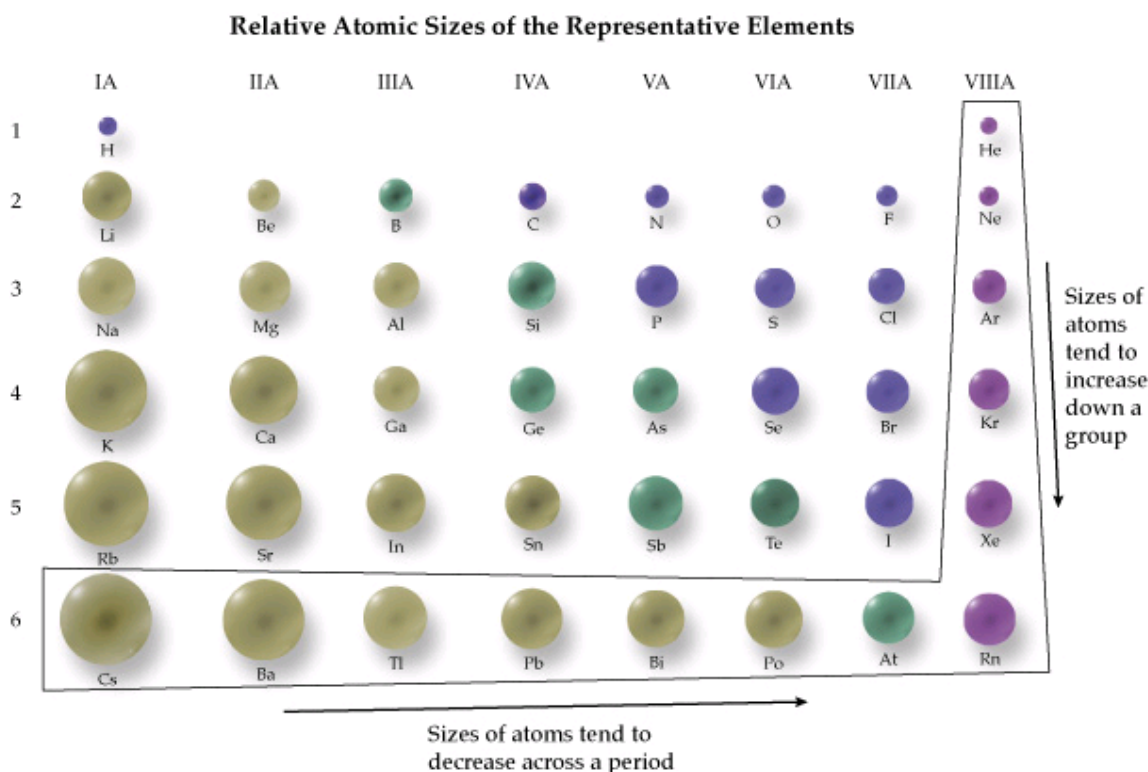 Relative Atomic Sizes of the Representative Elements
IA IIA IIIA IVA VA VIA VIIA VIIIA
1
H He
2
Li Be B C N O F Ne
3
Na Mg Al Si P S Cl Ar
4
K Ca Ga Ge As Se Br Kr
5
Rb Sr In Sn Sb Te I Xe
6
Cs Ba Tl Pb Bi Po At Rn
Sizes of
atoms
tend to
increase
down a
group
Sizes of atoms tend to
decrease across a period